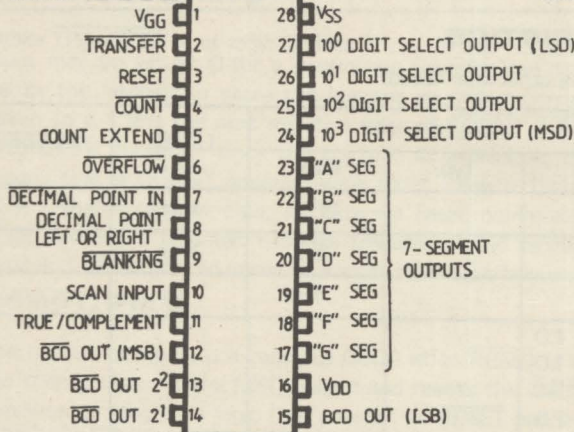 VGG 1
TRANSFER 2
RESET 3
COUNT 4
COUNT EXTEND 5
OVERFLOW 6
DECIMAL POINT IN 7
DECIMAL POINT
LEFT OR RIGHT 8
BLANKING 9
SCAN INPUT 10
TRUE/COMPLEMENT 11
BCD OUT (MSB) 12
BCD OUT 2² 13
BCD OUT 2¹ 14
28 VSS
27 10⁰ DIGIT SELECT OUTPUT (LSD)
26 10¹ DIGIT SELECT OUTPUT
25 10² DIGIT SELECT OUTPUT
24 10³ DIGIT SELECT OUTPUT (MSD)
23 "A" SEG
22 "B" SEG
21 "C" SEG
20 "D" SEG
19 "E" SEG
18 "F" SEG
17 "G" SEG
7-SEGMENT
OUTPUTS
16 VDD
15 BCD OUT (LSB)